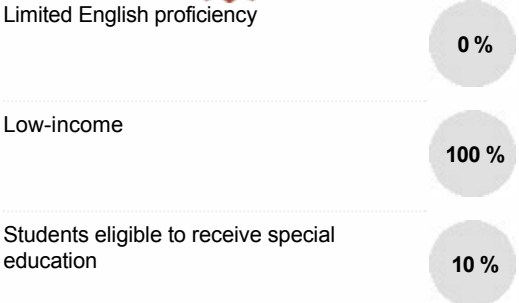 Limited English proficiency
0 %
Low-income
100 %
Students eligible to receive special
education
10 %